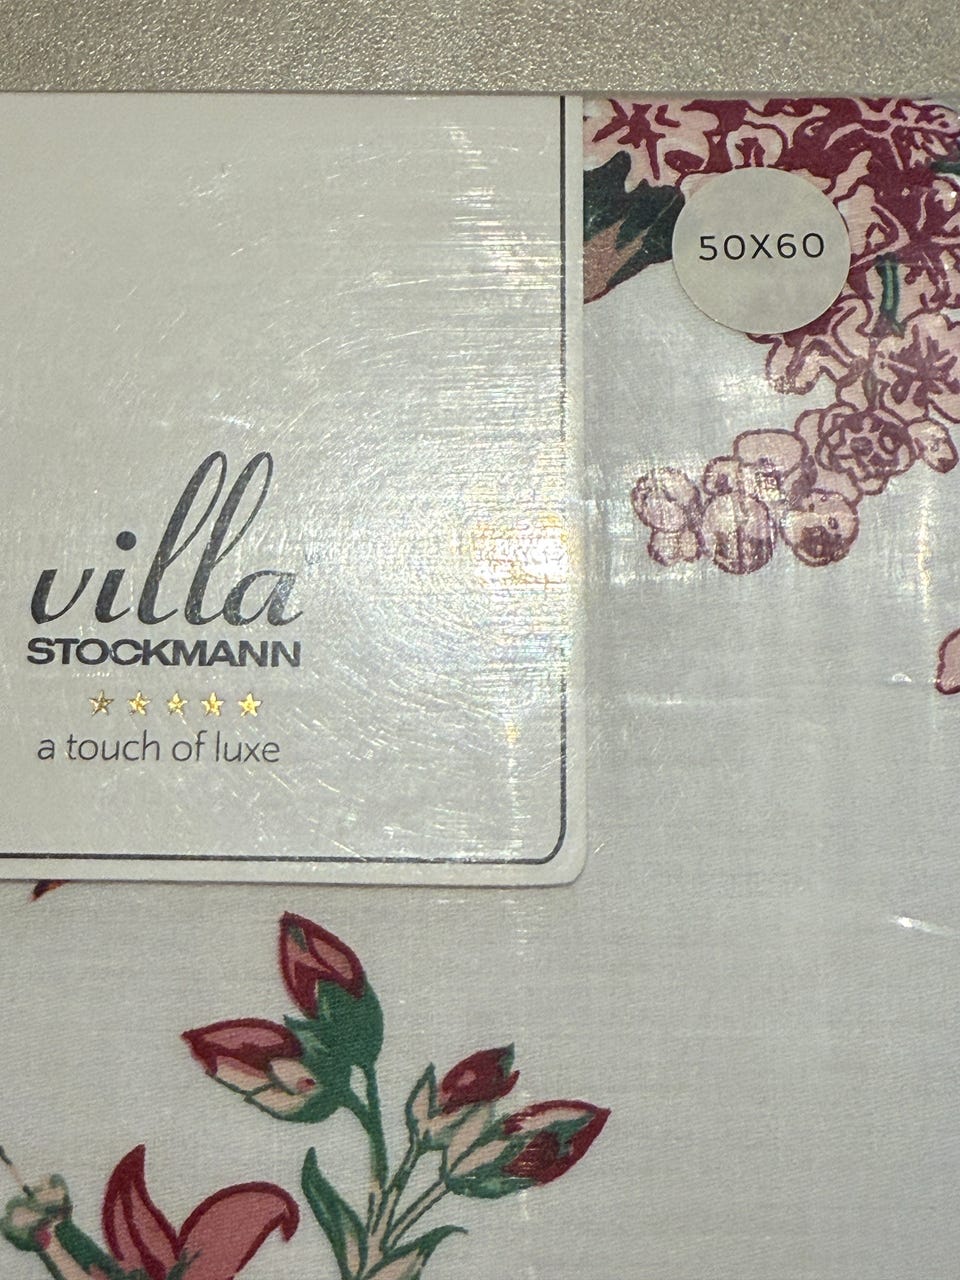 50X60
villa
STOCKMANN
a touch of luxe